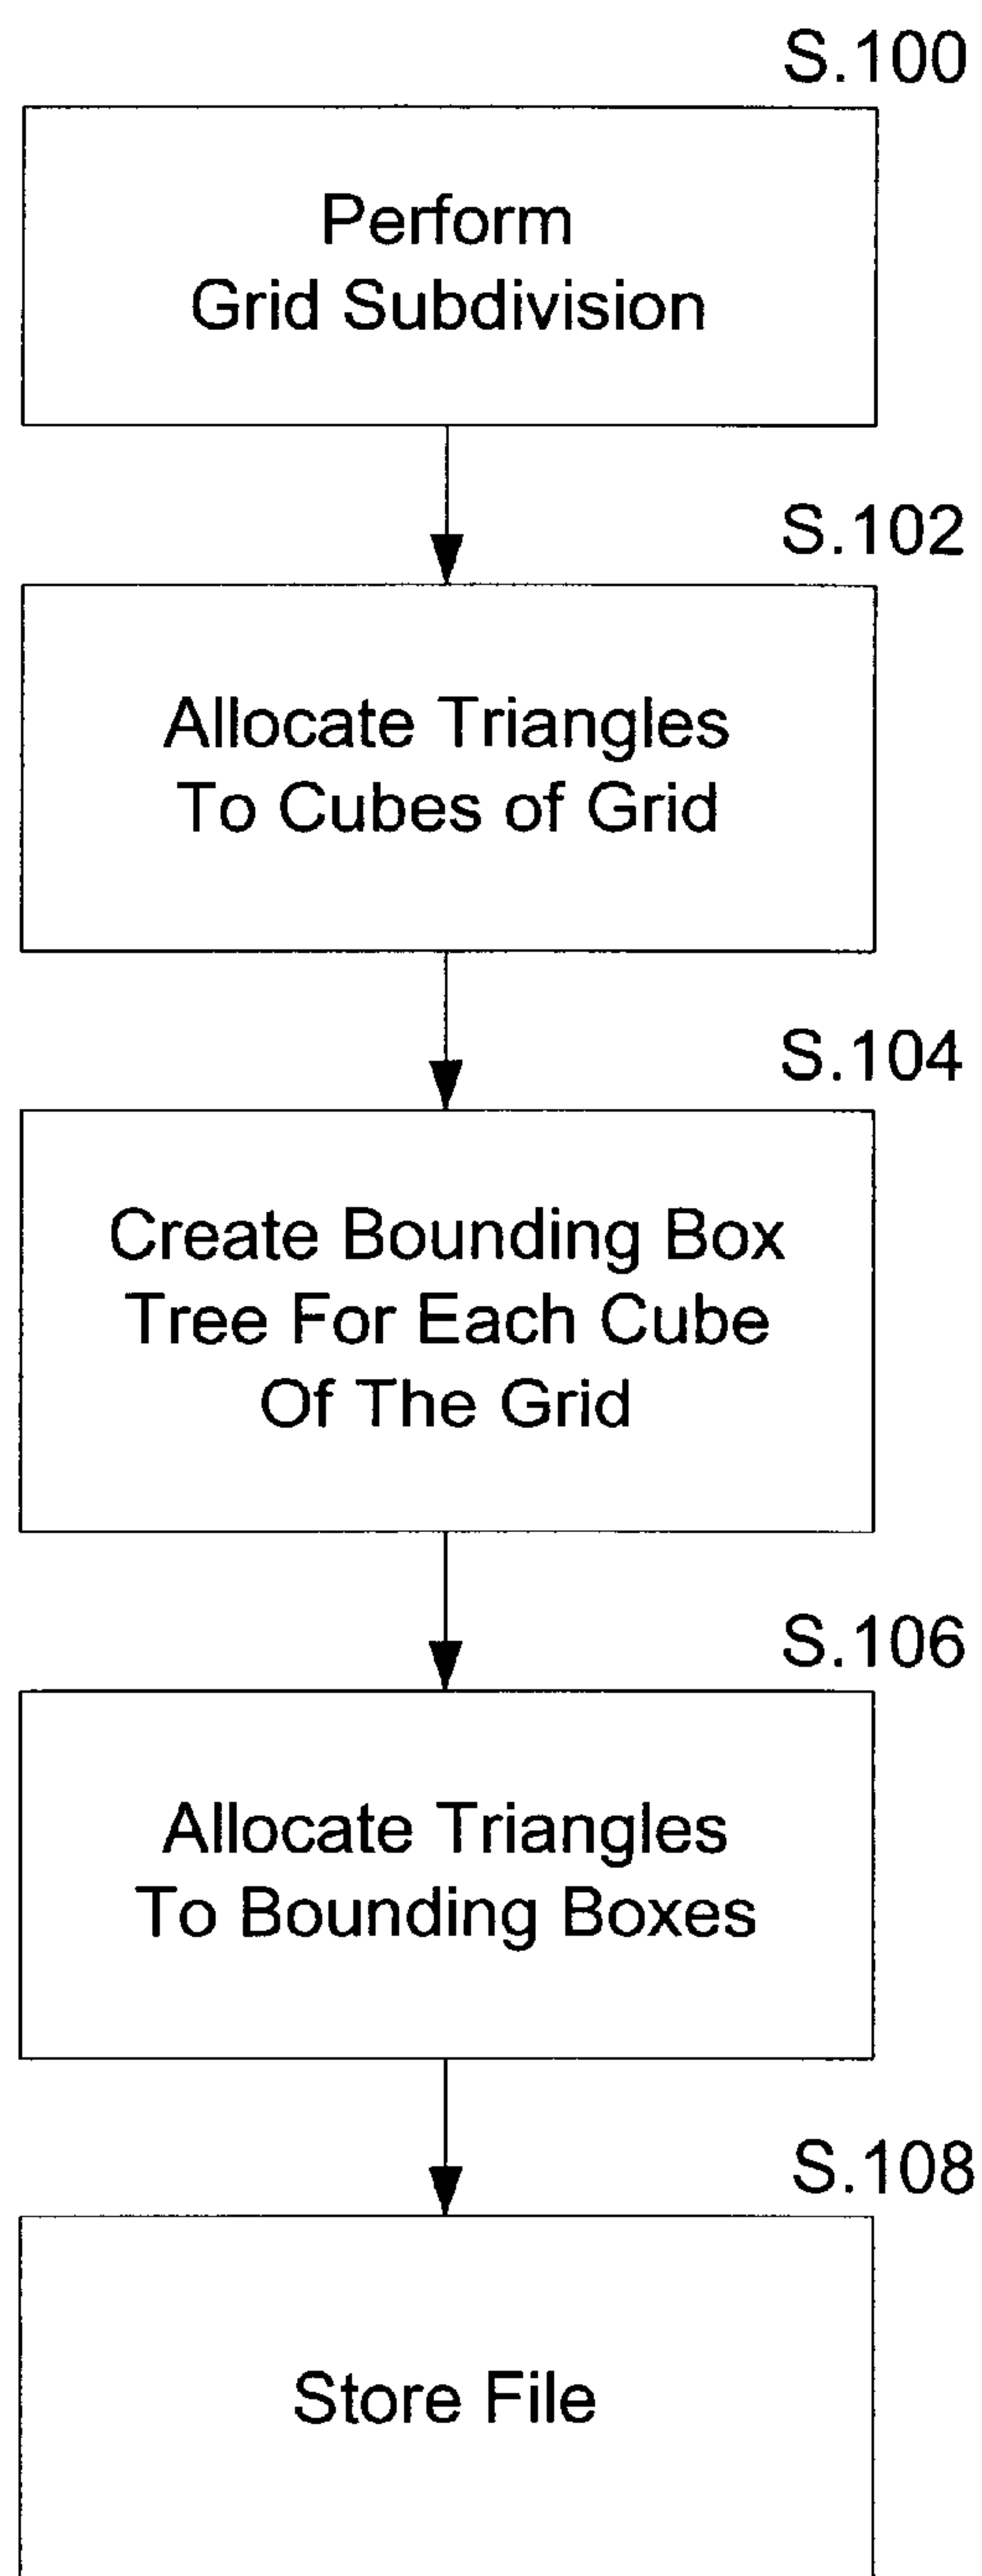 S.100
Perform
Grid Subdivision
S.102
Allocate Triangles
To Cubes of Grid
S.104
Create Bounding Box
Tree For Each Cube
Of The Grid
S.106
Allocate Triangles
To Bounding Boxes
S.108
Store File